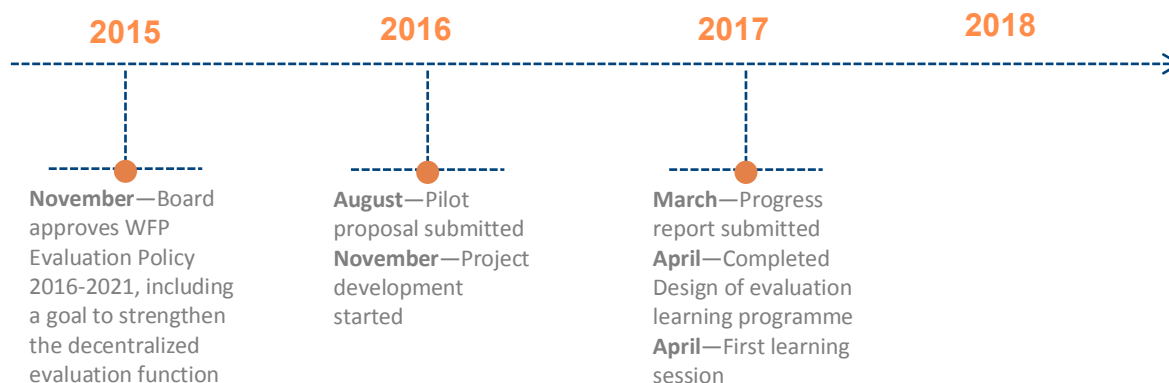 2015
2016
2017
2018
November—Board
approves WFP
Evaluation Policy
2016-2021, including
a goal to strengthen
the decentralized
evaluation function
August—Pilot
proposal submitted
November—Project
development
started
March—Progress
report submitted
April—Completed
Design of evaluation
learning programme
April—First learning
session